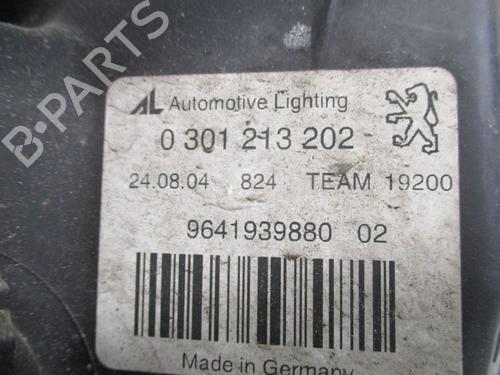 AL Automotive Lighting
0 301 213 202
24.08.04 824 TEAM 19200
9641939880 02
Made in Germany
B-PARTS